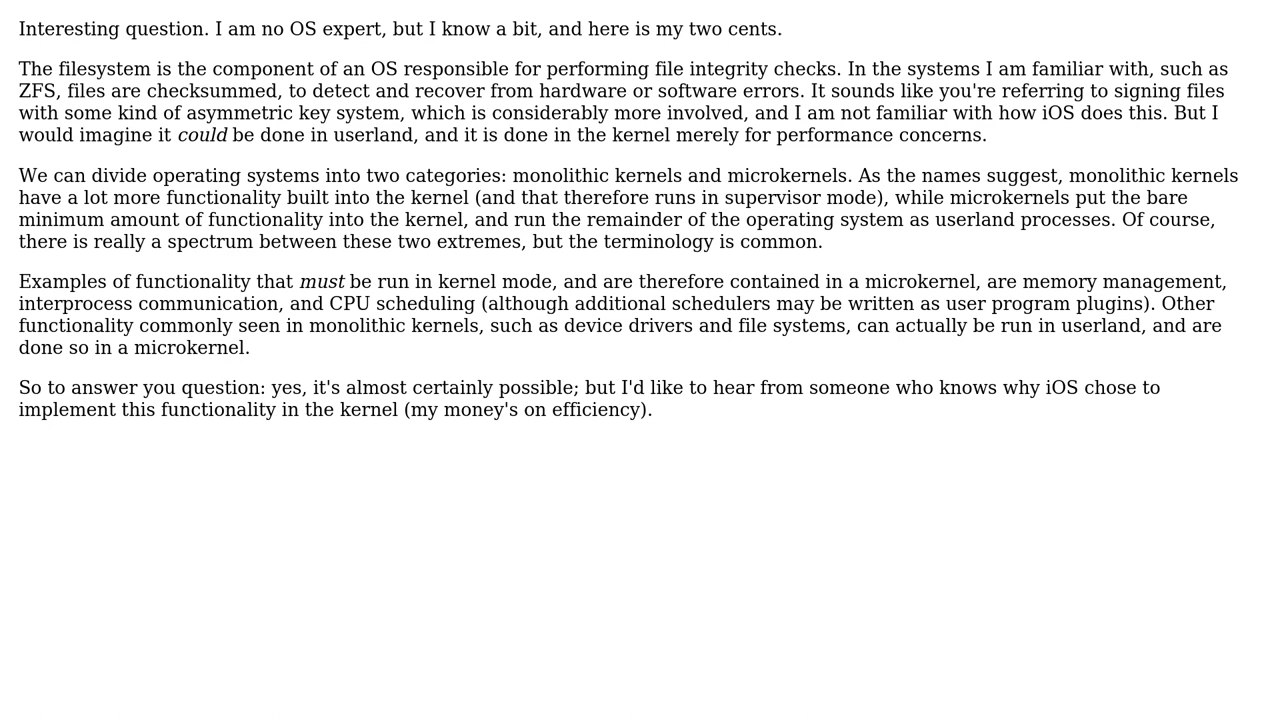 Interesting question. I am no OS expert, but I know a bit, and here is my two cents.
The filesystem is the component of an OS responsible for performing file integrity checks. In the systems I am familiar with, such as
ZFS, files are checksummed, to detect and recover from hardware or software errors. It sounds like you're referring to signing files
with some kind of asymmetric key system, which is considerably more involved, and I am not familiar with how iOS does this. But I
would imagine it could be done in userland, and it is done in the kernel merely for performance concerns.
We can divide operating systems into two categories: monolithic kernels and microkernels. As the names suggest, monolithic kernels
have a lot more functionality built into the kernel (and that therefore runs in supervisor mode), while microkernels put the bare
minimum amount of functionality into the kernel, and run the remainder of the operating system as userland processes. Of course,
there is really a spectrum between these two extremes, but the terminology is common.
Examples of functionality that must be run in kernel mode, and are therefore contained in a microkernel, are memory management,
interprocess communication, and CPU scheduling (although additional schedulers may be written as user program plugins). Other
functionality commonly seen in monolithic kernels, such as device drivers and file systems, can actually be run in userland, and are
done so in a microkernel.
So to answer you question: yes, it's almost certainly possible; but I'd like to hear from someone who knows why iOS chose to
implement this functionality in the kernel (my money's on efficiency).